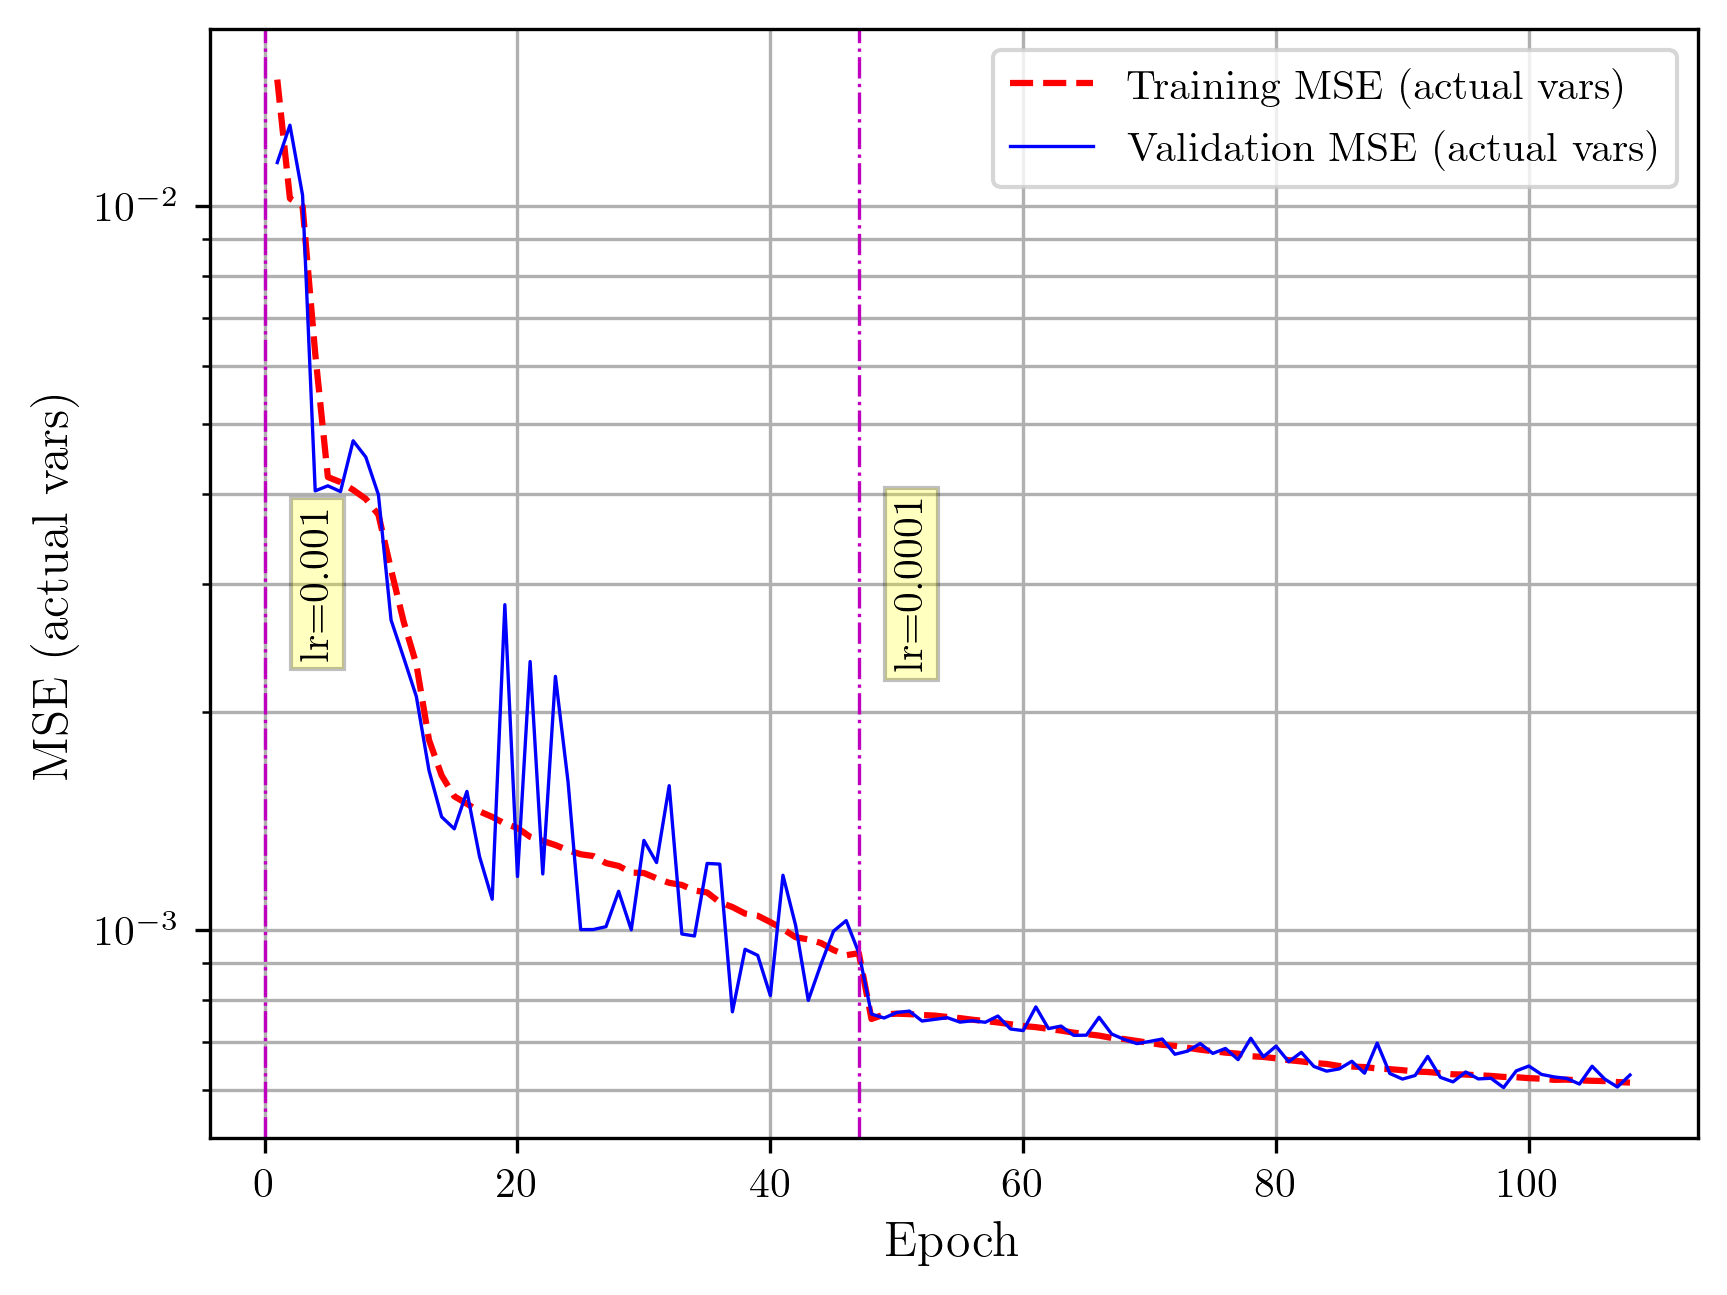 Training MSE (actual vars)
Validation MSE (actual vars)
MSE (actual vars)
10⁻²
10⁻³
lr=0.001
lr=0.0001
0 20 40 60 80 100
Epoch